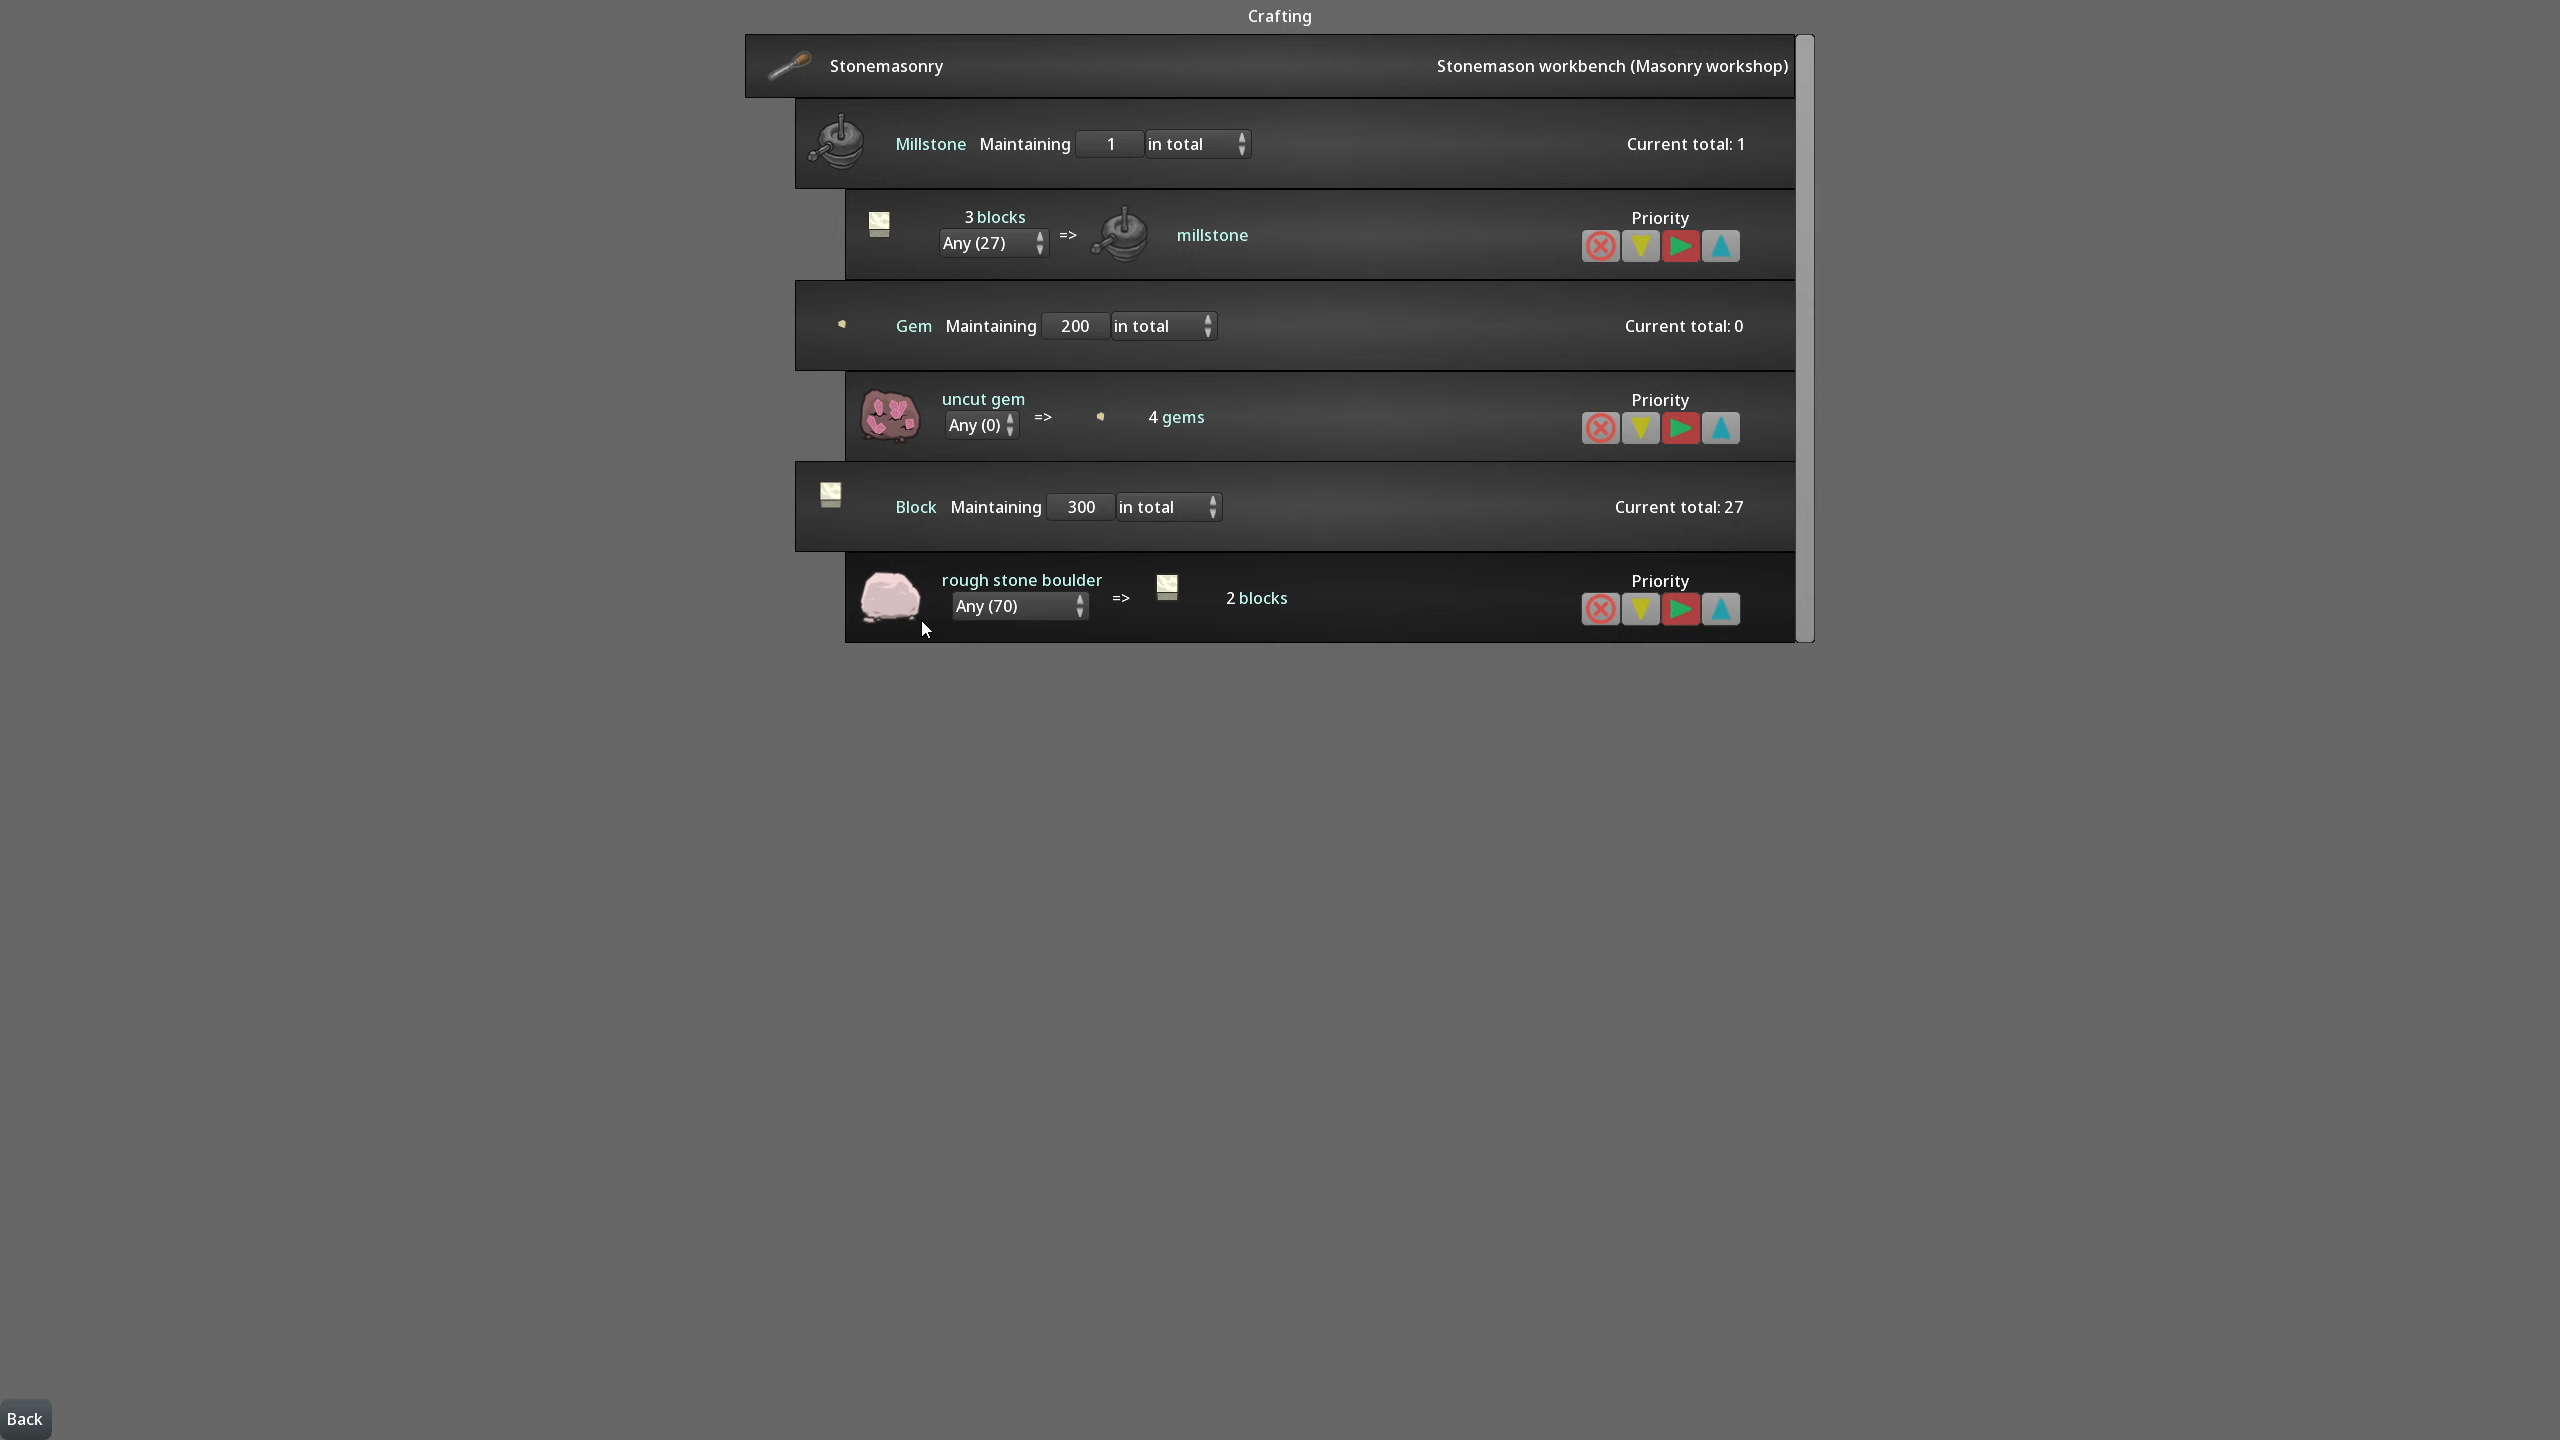 Crafting
Stonemasonry Stonemason workbench (Masonry workshop)
Millstone Maintaining 1 in total Current total: 1
3 blocks Priority
Any (27) => millstone
Gem Maintaining 200 in total Current total: 0
uncut gem Priority
Any (0) => 4 gems
Block Maintaining 300 in total Current total: 27
rough stone boulder Priority
Any (70) => 2 blocks
Back